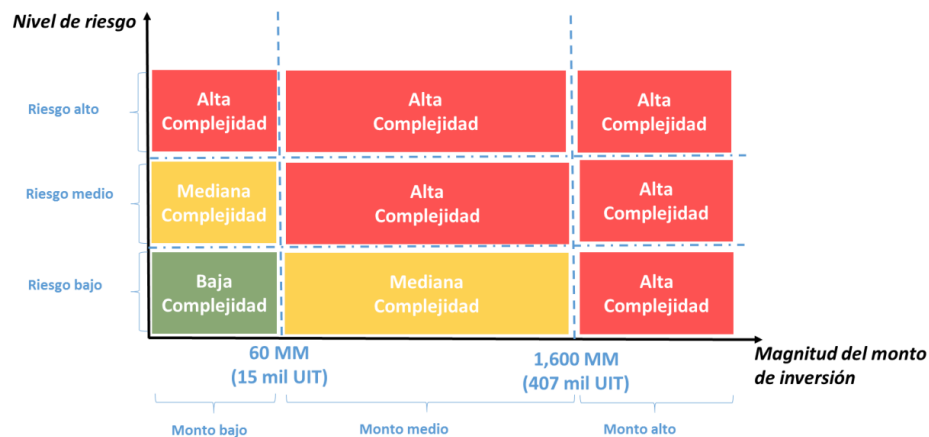 Nivel de riesgo
Riesgo alto
Alta
Complejidad
Alta
Complejidad
Alta
Complejidad
Riesgo medio
Mediana
Complejidad
Alta
Complejidad
Alta
Complejidad
Riesgo bajo
Baja
Complejidad
Mediana
Complejidad
Alta
Complejidad
60 MM
(15 mil UIT)
1,600 MM
(407 mil UIT)
Magnitud del monto
de inversión
Monto bajo
Monto medio
Monto alto